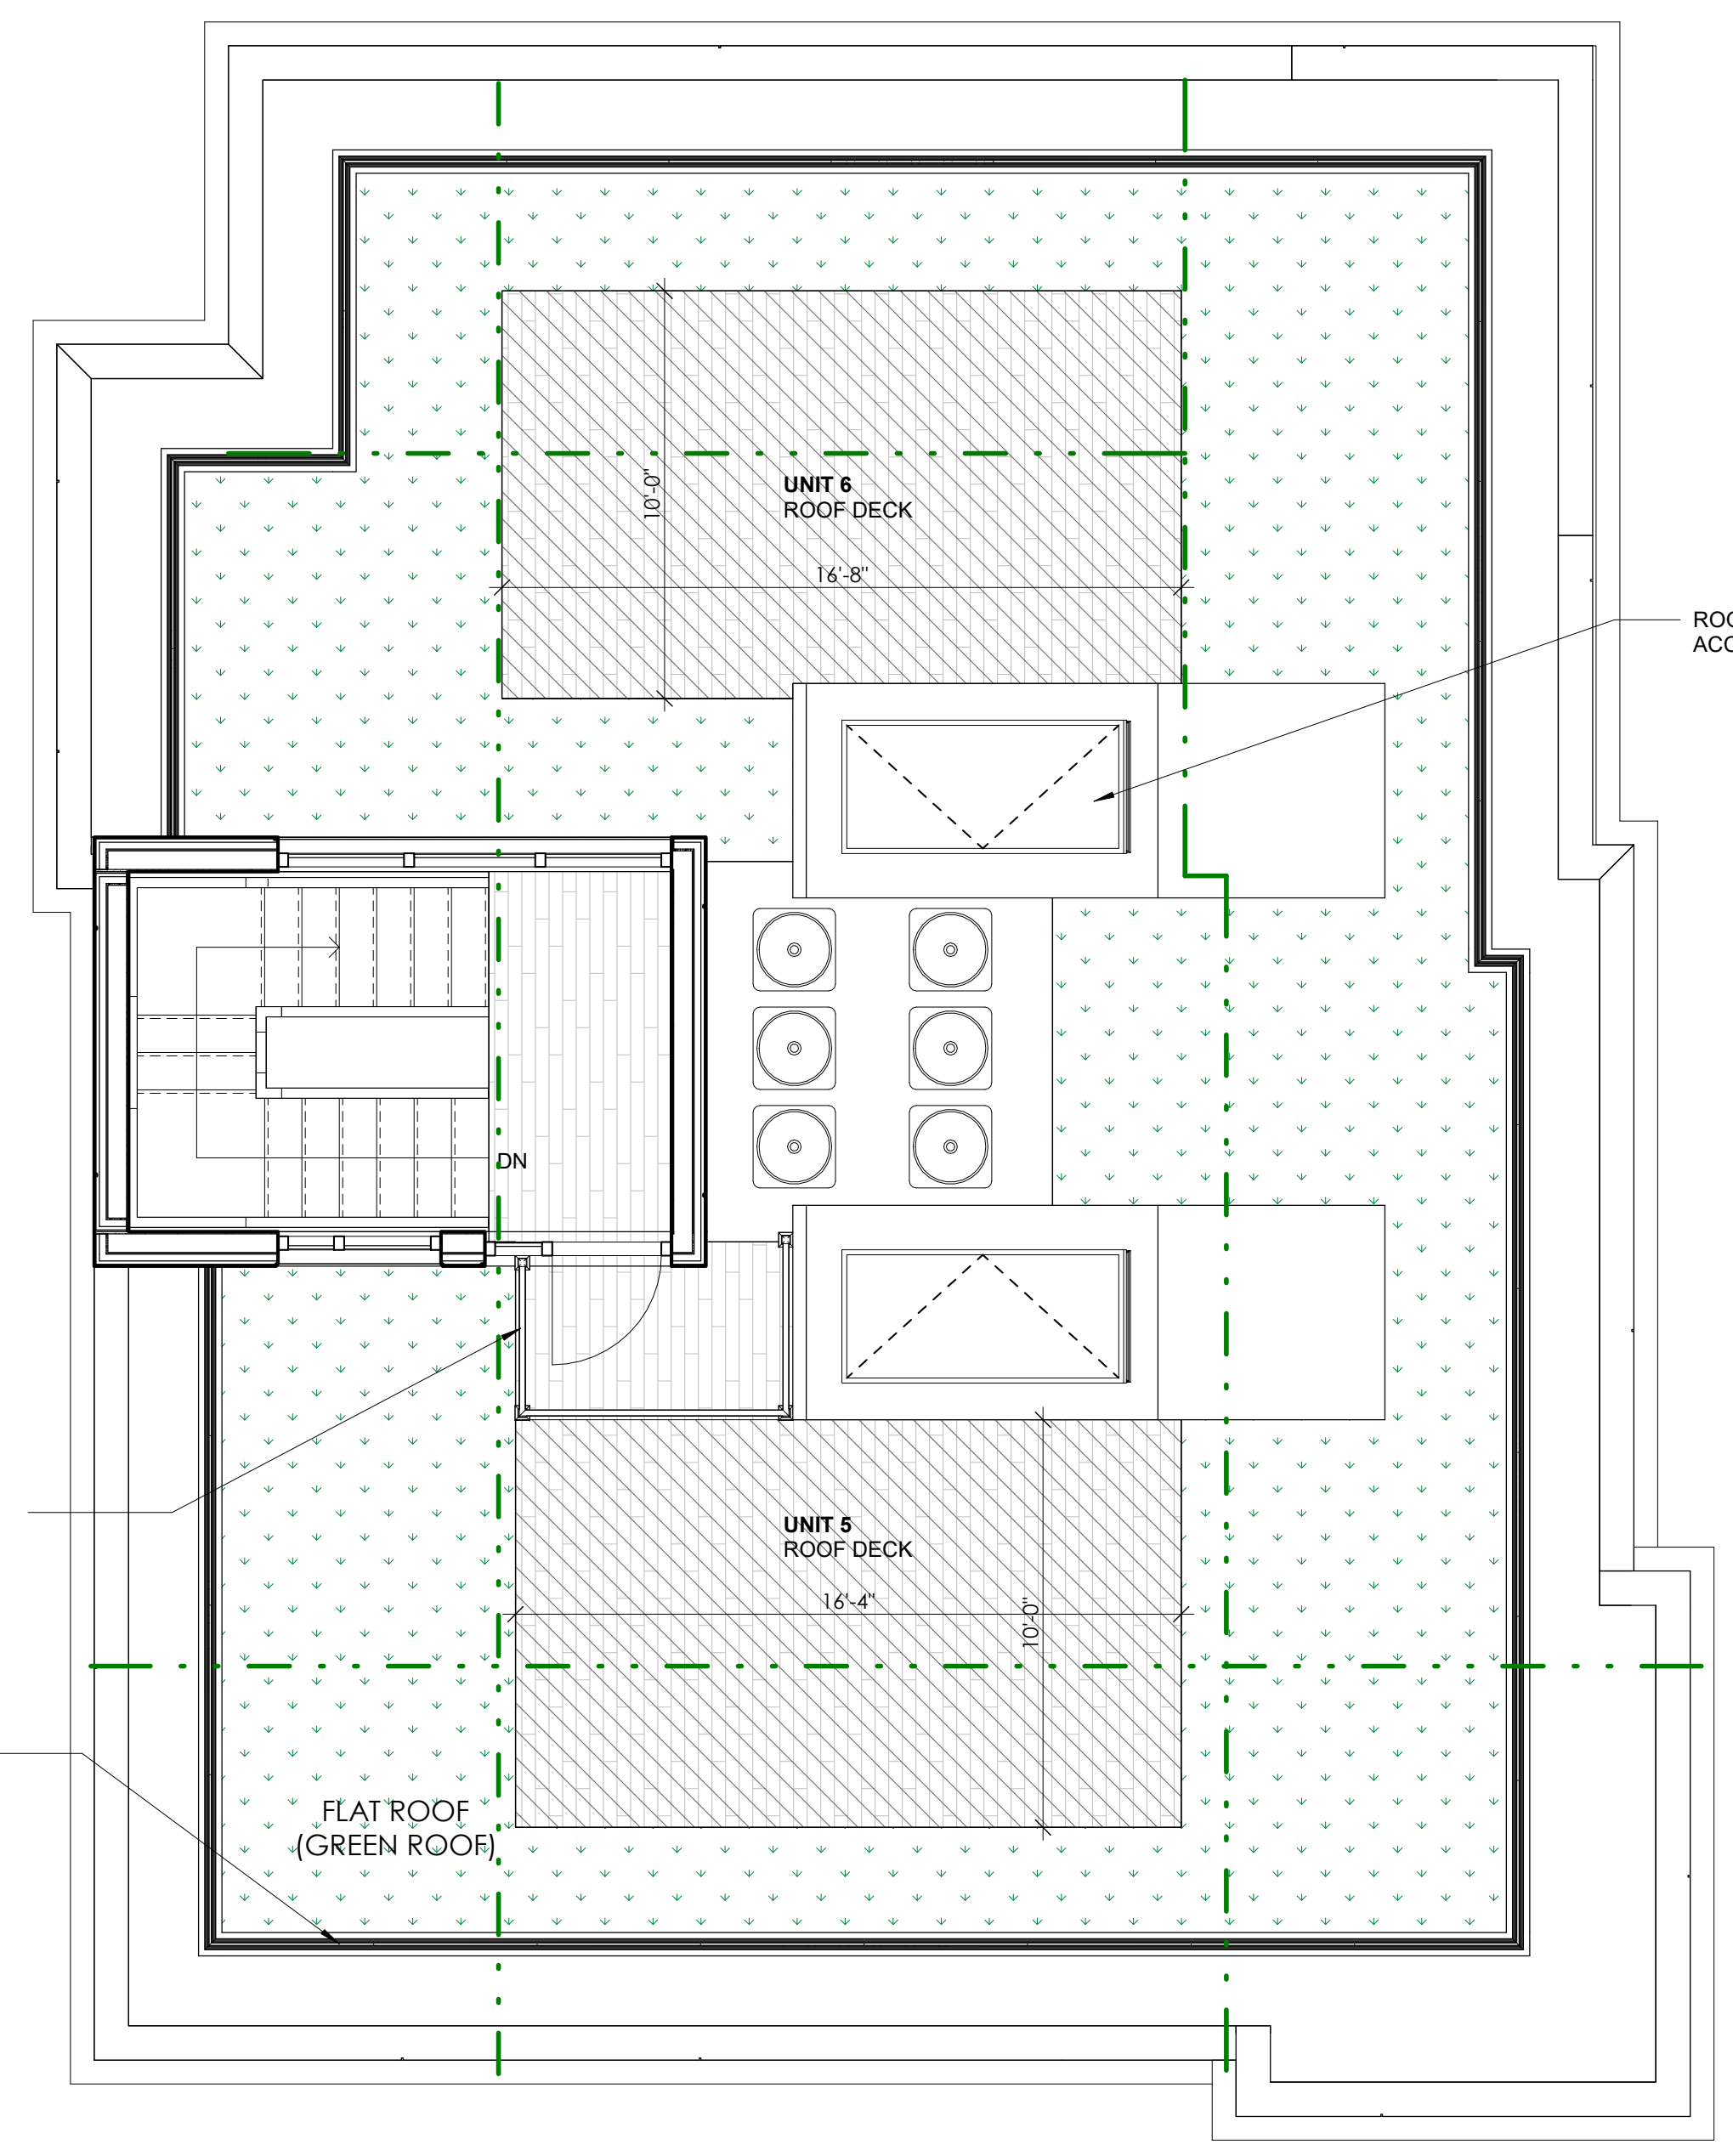 10'-0"
UNIT 6
ROOF DECK
16'-8"
DN
UNIT 5
ROOF DECK
16'-4"
10'-0"
FLAT ROOF
(GREEN ROOF)